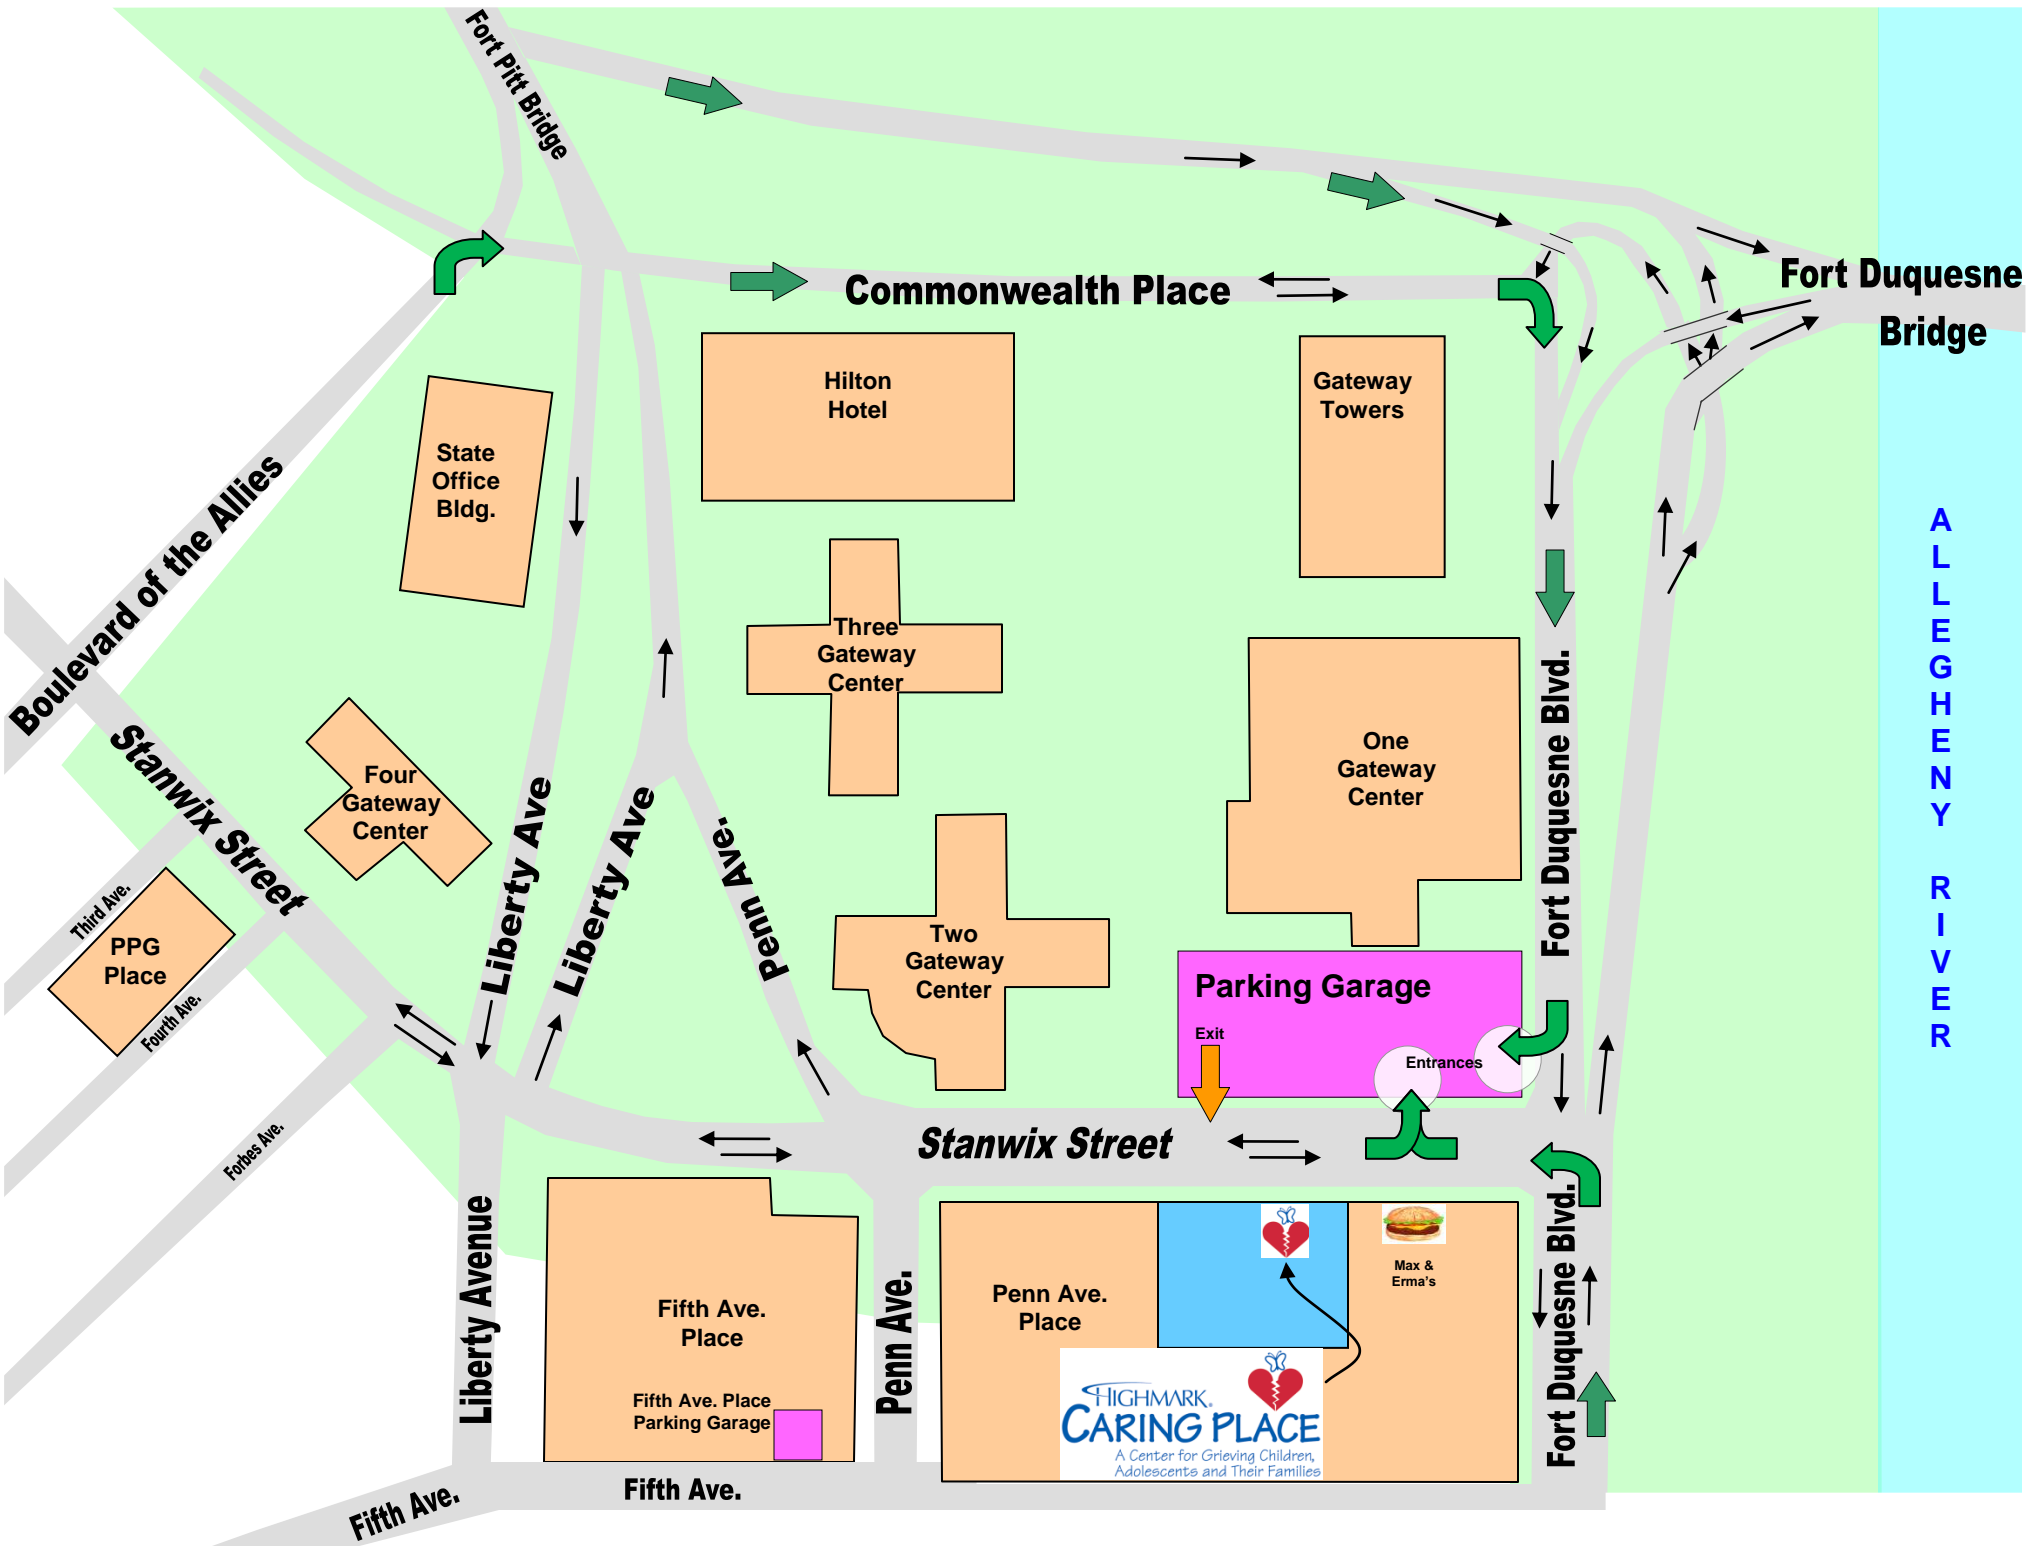 Fort Pitt Bridge
Commonwealth Place
Fort Duquesne
Bridge
Hilton
Hotel
Gateway
Towers
State
Office
Bldg.
Boulevard of the Allies
A
L
L
E
G
H
E
N
Y
R
I
V
E
R
Three
Gateway
Center
Fort Duquesne Blvd.
One
Gateway
Center
Stanwix Street
Four
Gateway
Center
Liberty Ave
Liberty Ave
Penn Ave.
Third Ave.
PPG
Place
Fourth Ave.
Two
Gateway
Center
Parking Garage
Exit
Entrances
Forbes Ave.
Stanwix Street
Liberty Avenue
Fifth Ave.
Place
Fifth Ave. Place
Parking Garage
Penn Ave.
Penn Ave.
Place
Max &
Erma's
Fort Duquesne Blvd.
HIGHMARK.
CARING PLACE
A Center for Grieving Children,
Adolescents and Their Families
Fifth Ave.
Fifth Ave.